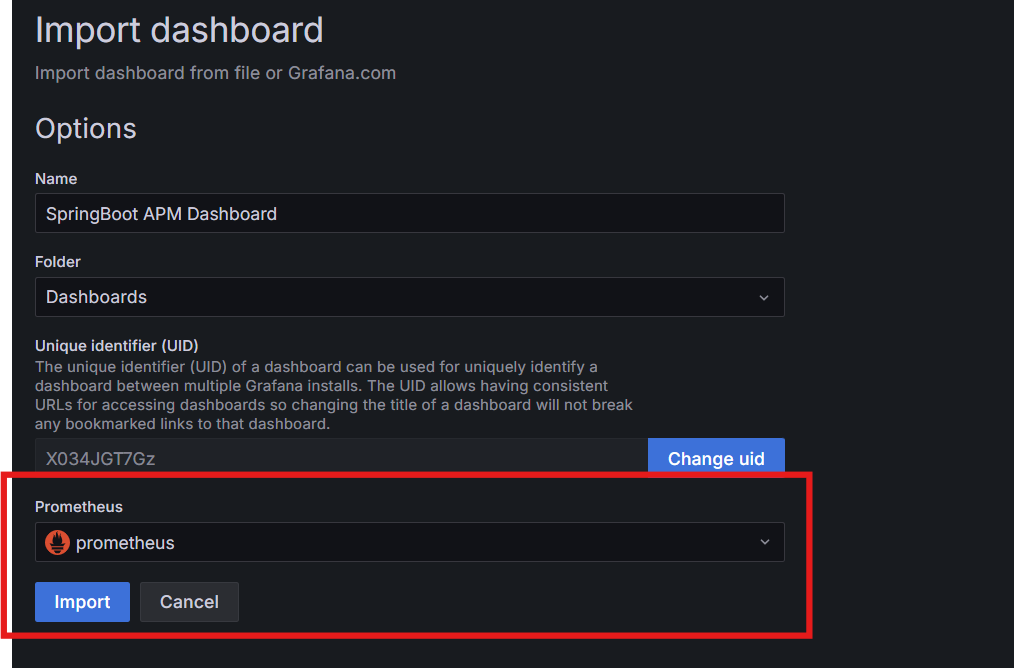 Import dashboard
Import dashboard from file or Grafana.com
Options
Name
SpringBoot APM Dashboard
Folder
Dashboards
Unique identifier (UID)
The unique identifier (UID) of a dashboard can be used for uniquely identify a
dashboard between multiple Grafana installs. The UID allows having consistent
URLs for accessing dashboards so changing the title of a dashboard will not break
any bookmarked links to that dashboard.
X034JGT7Gz
Change uid
Prometheus
prometheus
Import
Cancel